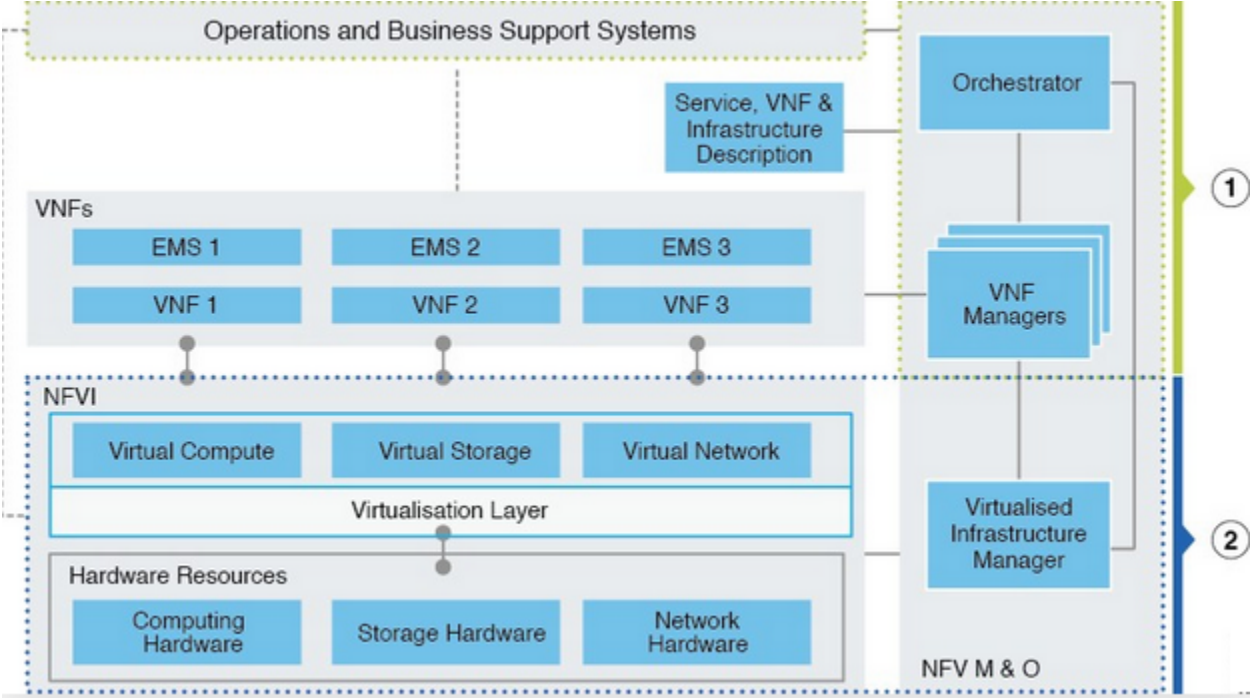 Operations and Business Support Systems
Orchestrator
Service, VNF &
Infrastructure
Description
1
VNFs
EMS 1
EMS 2
EMS 3
VNF 1
VNF 2
VNF 3
VNF
Managers
NFVI
Virtual Compute
Virtual Storage
Virtual Network
Virtualisation Layer
Virtualised
Infrastructure
Manager
2
Hardware Resources
Computing
Hardware
Storage Hardware
Network
Hardware
NFV M & O